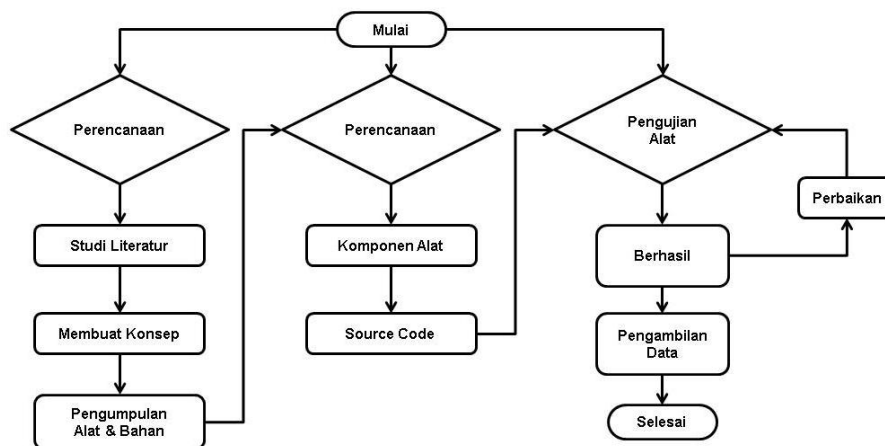 Mulai
Perencanaan
Studi Literatur
Membuat Konsep
Pengumpulan
Alat & Bahan
Perencanaan
Komponen Alat
Source Code
Pengujian
Alat
Perbaikan
Berhasil
Pengambilan
Data
Selesai